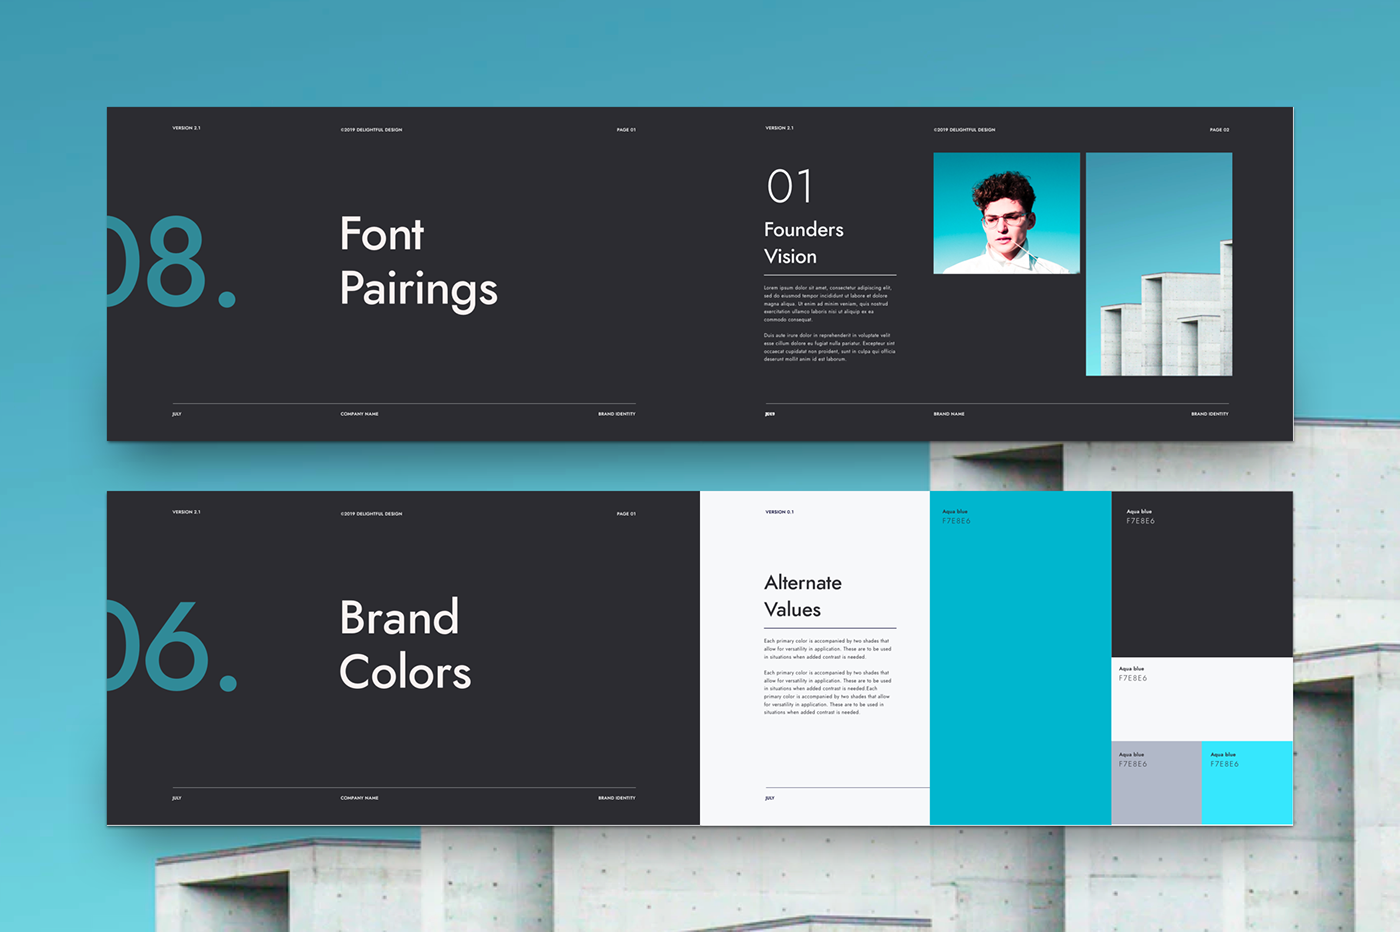 VERSION 2.1
©2019 DELIGHTFUL DESIGN
PAGE 01
08.
Font
Pairings
JULY
COMPANY NAME
BRAND IDENTITY
VERSION 2.1
©2019 DELIGHTFUL DESIGN
PAGE 02
01
Founders
Vision
Lorem ipsum dolor sit amet, consectetur adipiscing elit,
sed do eiusmod tempor incididunt ut labore et dolore
magna aliqua. Ut enim ad minim veniam, quis nostrud
exercitation ullamco laboris nisi ut aliquip ex ea
commodo consequat.
Duis aute irure dolor in reprehenderit in voluptate velit
esse cillum dolore eu fugiat nulla pariatur. Excepteur sint
occaecat cupidatat non proident, sunt in culpa qui officia
deserunt mollit anim id est laborum.
BRAND NAME
BRAND IDENTITY
VERSION 2.1
©2019 DELIGHTFUL DESIGN
PAGE 01
06.
Brand
Colors
JULY
COMPANY NAME
BRAND IDENTITY
VERSION 0.1
Alternate
Values
Each primary color is accompanied by two shades that
allow for versatility in application. These are to be used
in situations when added contrast is needed.
Each primary color is accompanied by two shades that
allow for versatility in application. These are to be used
in situations when added contrast is needed.Each
primary color is accompanied by two shades that allow
for versatility in application. These are to be used in
situations when added contrast is needed.
JULY
Aqua blue
F7E8E6
Aqua blue
F7E8E6
Aqua blue
F7E8E6
Aqua blue
F7E8E6
Aqua blue
F7E8E6